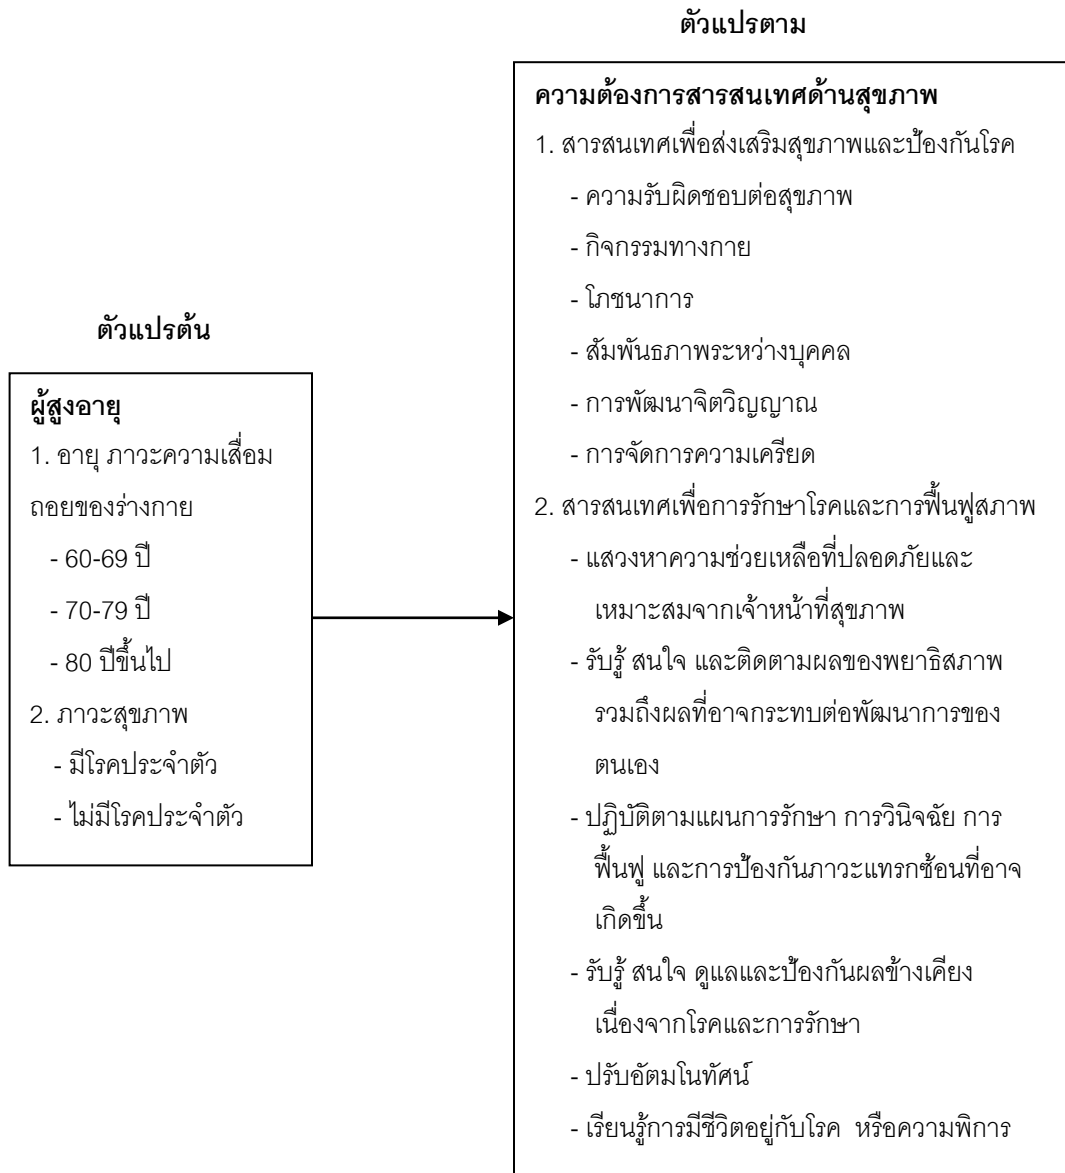 ตัวแปรตาม
ความต้องการสารสนเทศด้านสุขภาพ
1. สารสนเทศเพื่อส่งเสริมสุขภาพและป้องกันโรค
- ความรับผิดชอบต่อสุขภาพ
- กิจกรรมทางกาย
- โภชนาการ
- สัมพันธภาพระหว่างบุคคล
- การพัฒนาจิตวิญญาณ
- การจัดการความเครียด
2. สารสนเทศเพื่อการรักษาโรคและการฟื้นฟูสภาพ
- แสวงหาความช่วยเหลือที่ปลอดภัยและ
เหมาะสมจากเจ้าหน้าที่สุขภาพ
- รับรู้ สนใจ และติดตามผลของพยาธิสภาพ
รวมถึงผลที่อาจกระทบต่อพัฒนาการของ
ตนเอง
- ปฏิบัติตามแผนการรักษา การวินิจฉัย การ
ฟื้นฟู และการป้องกันภาวะแทรกซ้อนที่อาจ
เกิดขึ้น
- รับรู้ สนใจ ดูแลและป้องกันผลข้างเคียง
เนื่องจากโรคและการรักษา
- ปรับอัตมโนทัศน์
- เรียนรู้การมีชีวิตอยู่กับโรค หรือความพิการ
ตัวแปรต้น
ผู้สูงอายุ
1. อายุ ภาวะความเสื่อม
ถอยของร่างกาย
- 60-69 ปี
- 70-79 ปี
- 80 ปีขึ้นไป
2. ภาวะสุขภาพ
- มีโรคประจำตัว
- ไม่มีโรคประจำตัว